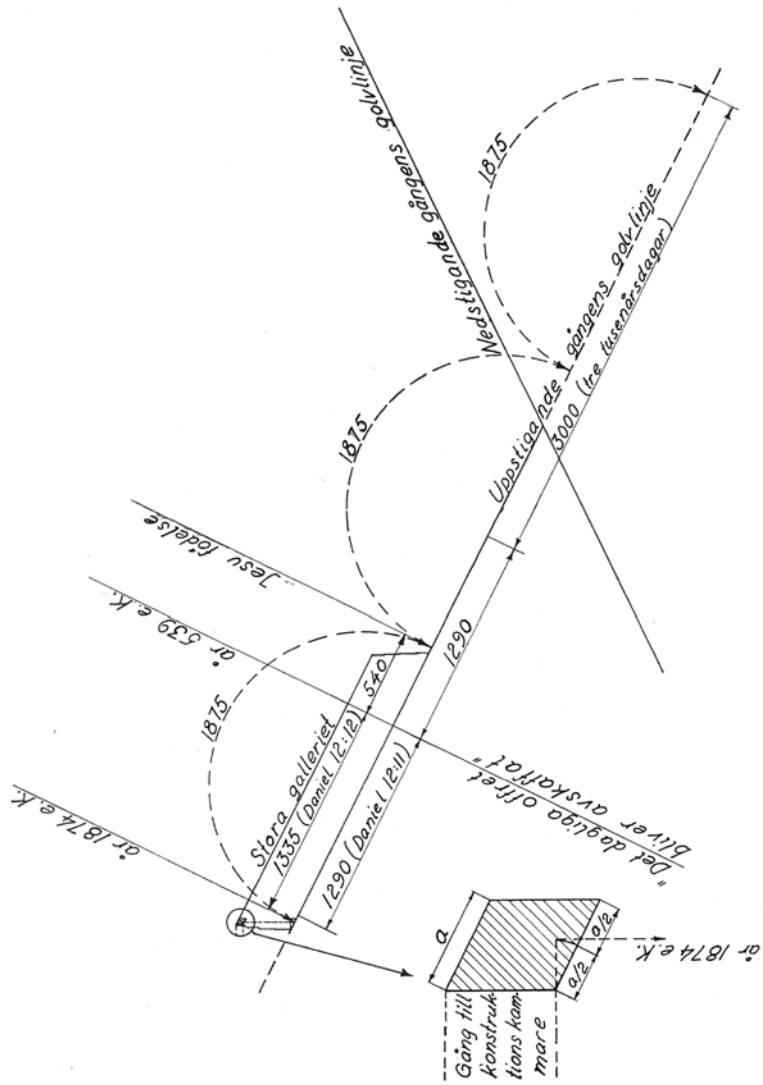 Nedstigande gångens golvlinje
1875
Uppstigande gångens golvlinje
3000 (tre tusenårsdagar)
1875
Jesu födelse
år 539 e.K.
1875
540
1290
Stora galleriet
1335 (Daniel 12:12)
1290 (Daniel 12:11)
år 1874 e.K.
"Det dagliga offret
bliver avskaffat"
a
Gång till
konstruk-
tions kam
mare
a/2
a/2
år 1874 e.K.